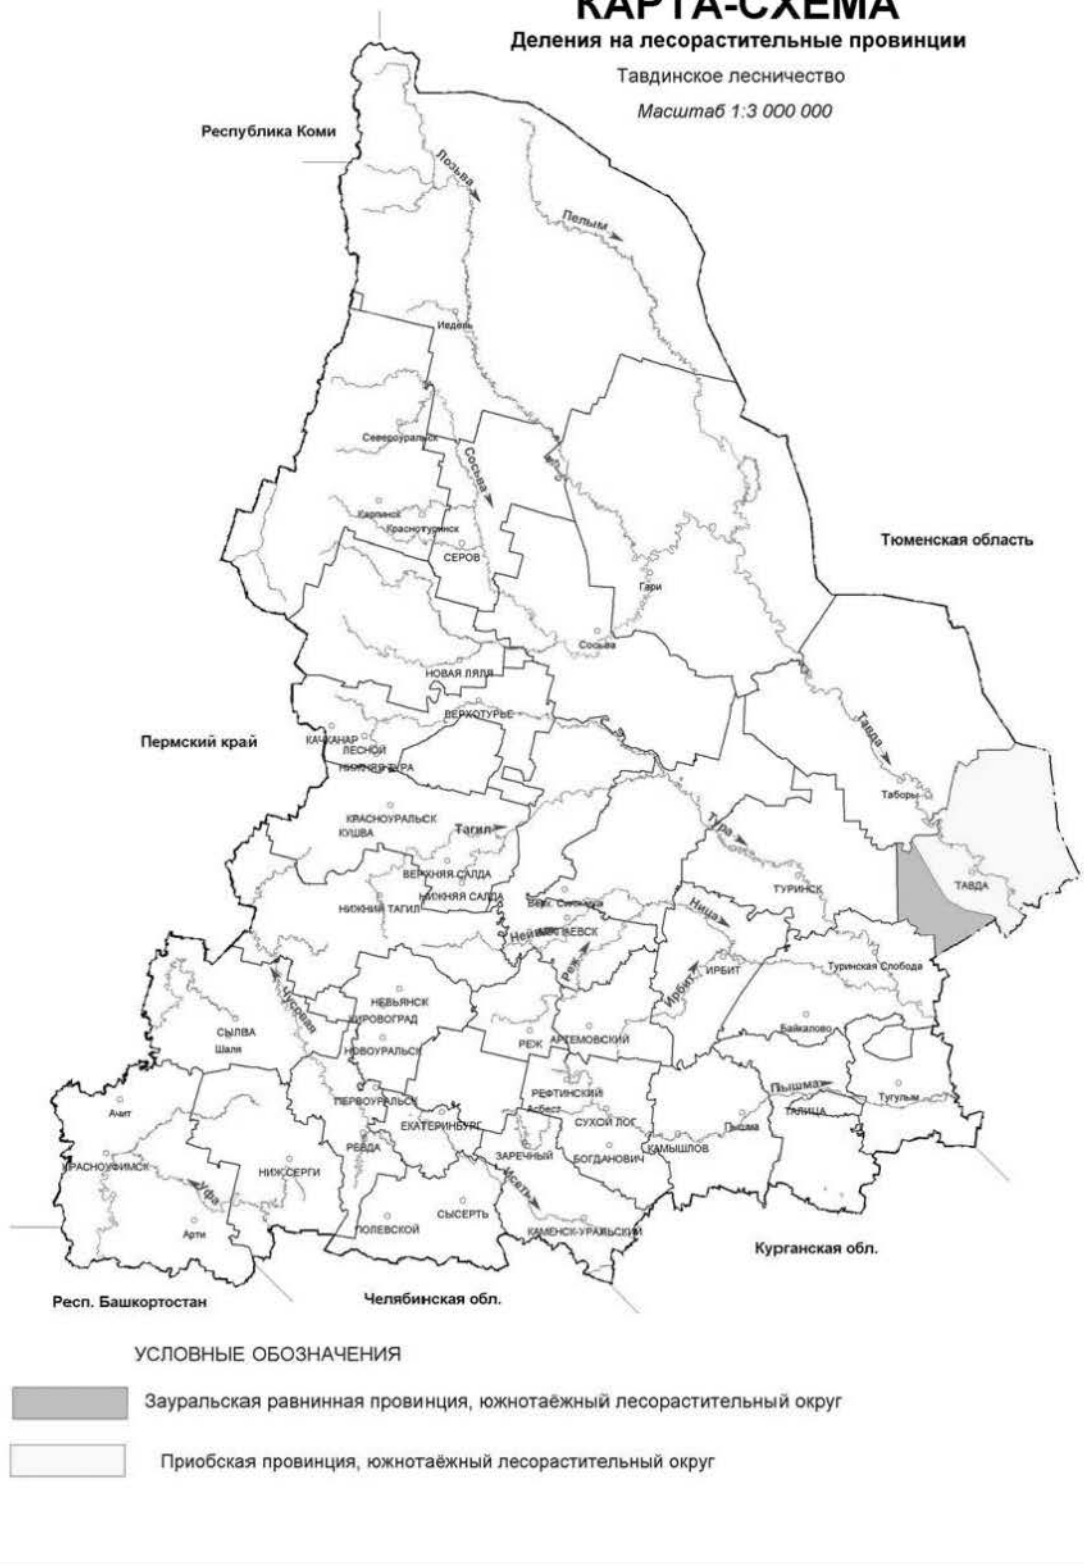 КАРТА-СХЕМА
Деления на лесорастительные провинции
Тавдинское лесничество
Масштаб 1:3 000 000
Республика Коми
Лозьва
Пелым
Ивдель
Североуральск
Сосьва
Карпинск
Краснотурьинск
СЕРОВ
Тюменская область
Гари
Сосьва
НОВАЯ ЛЯЛЯ
ВЕРХОТУРЬЕ
Пермский край
КАЧКАНАР
ЛЕСНОЙ
НИЖНЯЯ ТУРА
Тавда
Таборы
КРАСНОУРАЛЬСК
КУШВА
Тагил
Тура
ВЕРХНЯЯ САЛДА
НИЖНЯЯ САЛДА
ТУРИНСК
ТАВДА
НИЖНИЙ ТАГИЛ
Ница
Реж
ИРБИТ
Ирбит
Туринская Слобода
Чусовая
НЕВЬЯНСК
КИРОВОГРАД
СЫЛВА
Шаля
НОВОУРАЛЬСК
РЕЖ
АРТЕМОВСКИЙ
Байкалово
Ачит
ПЕРВОУРАЛЬСК
РЕФТИНСКИЙ
Асбест
Пышма
ТАЛИЦА
Тугулым
ЕКАТЕРИНБУРГ
СУХОЙ ЛОГ
Пышма
КРАСНОУФИМСК
НИЖ.СЕРГИ
РЕВДА
ЗАРЕЧНЫЙ
БОГДАНОВИЧ
КАМЫШЛОВ
Уфа
Исеть
Арти
ПОЛЕВСКОЙ
СЫСЕРТЬ
КАМЕНСК-УРАЛЬСКИЙ
Курганская обл.
Респ. Башкортостан
Челябинская обл.
УСЛОВНЫЕ ОБОЗНАЧЕНИЯ
Зауральская равнинная провинция, южнотаёжный лесорастительный округ
Приобская провинция, южнотаёжный лесорастительный округ